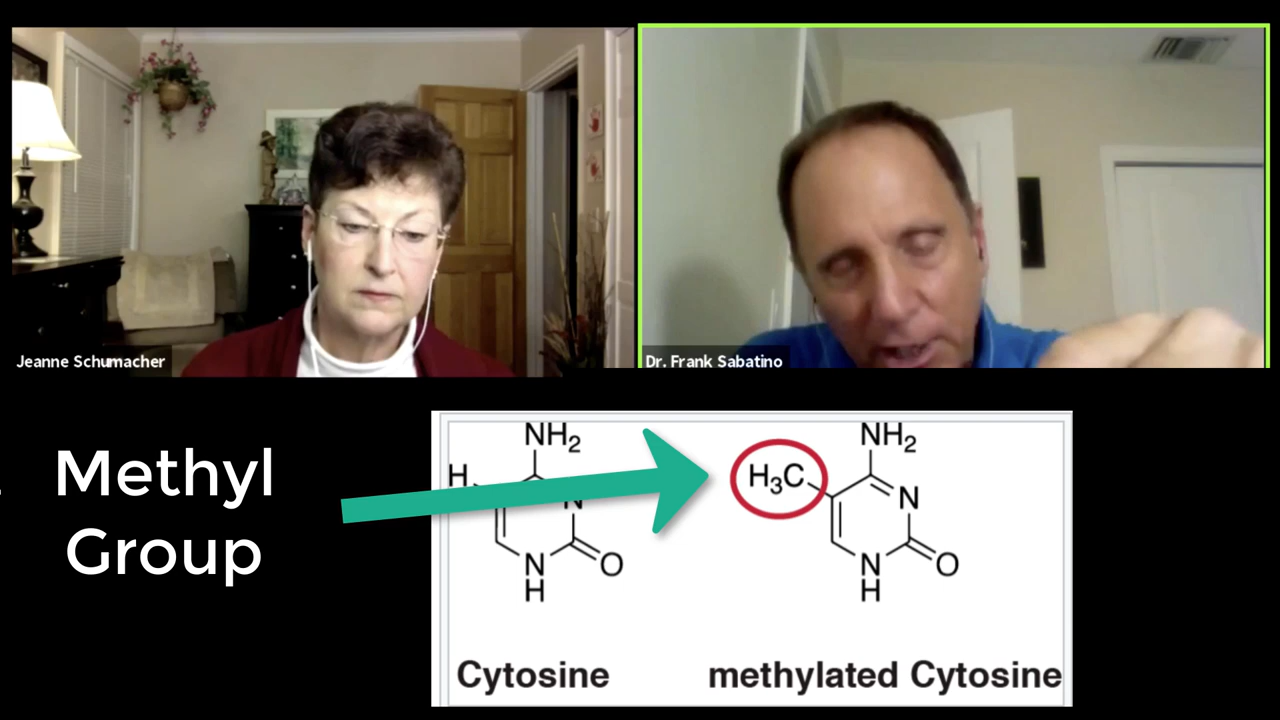 Jeanne Schumacher
Dr. Frank Sabatino
Methyl
Group
NH2
H
N
N
H
O
NH2
H3C
N
N
H
O
Cytosine
methylated Cytosine